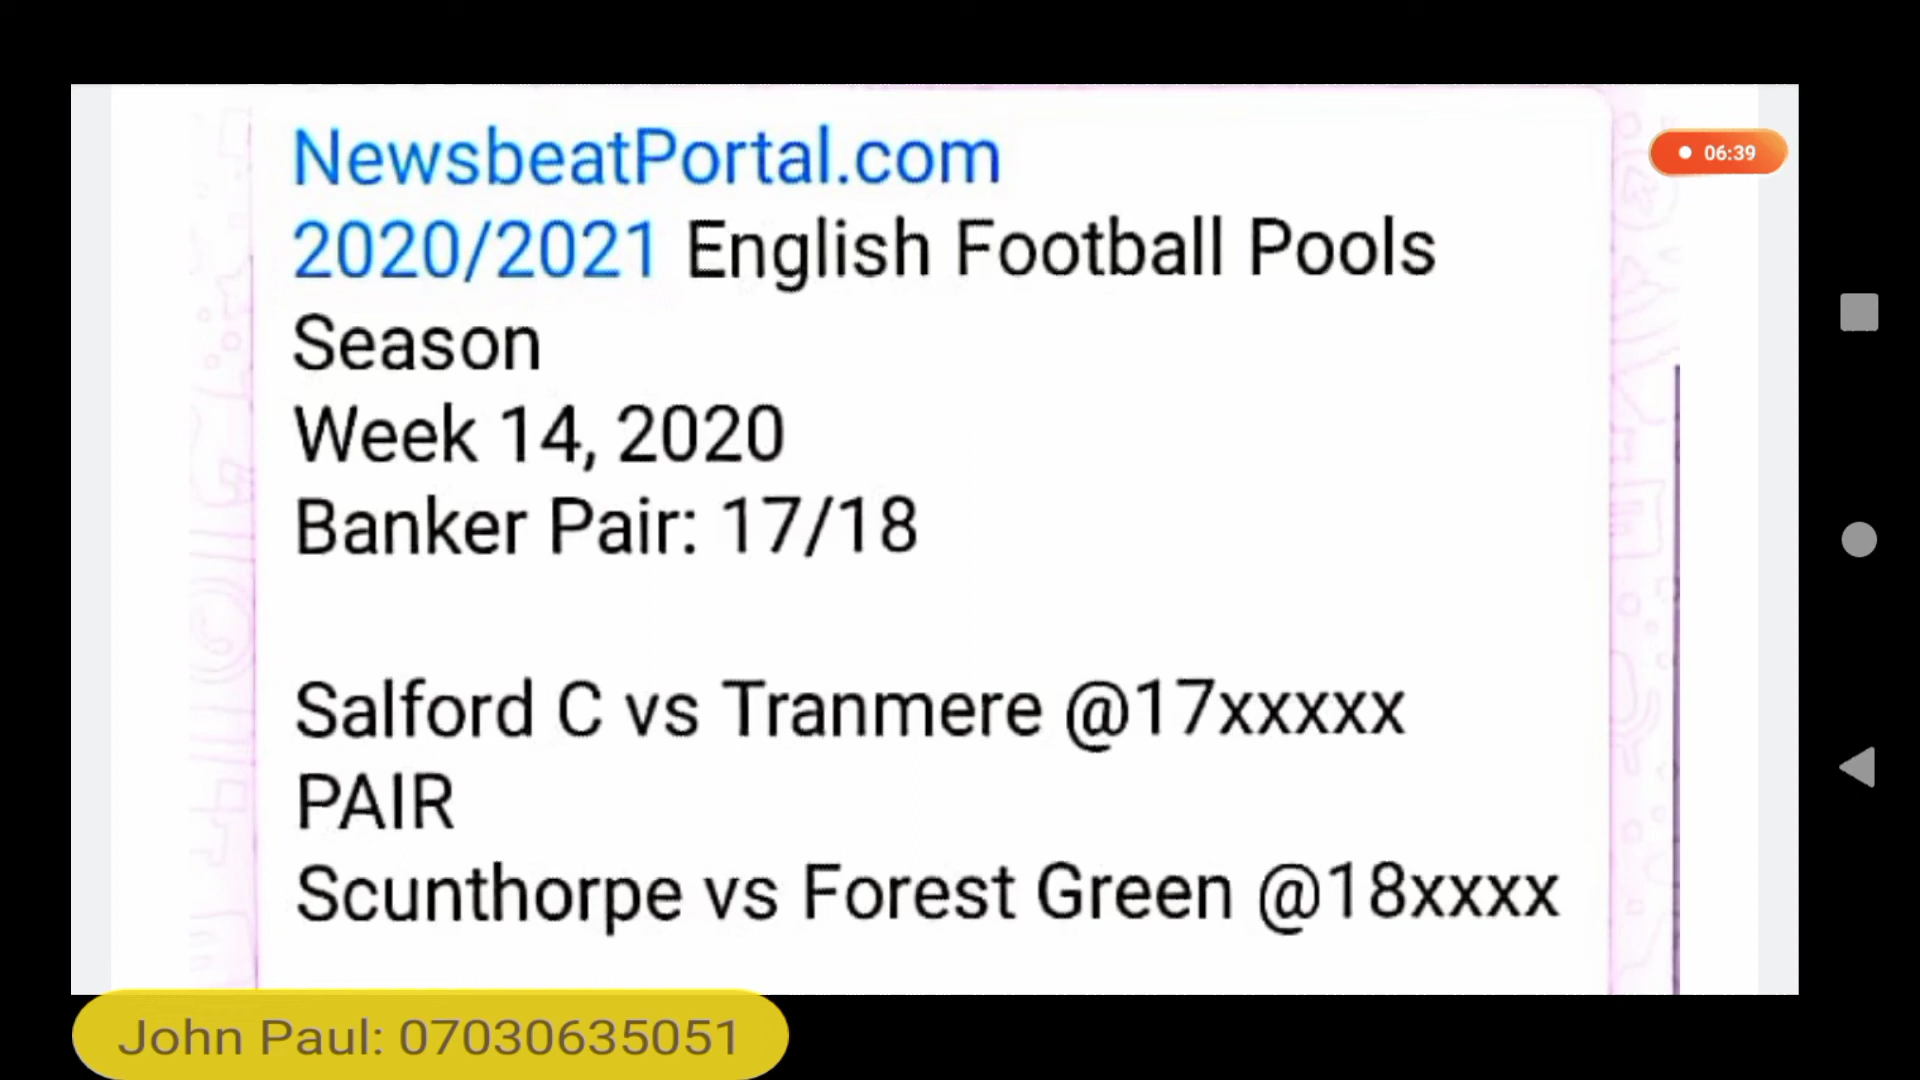 NewsbeatPortal.com
06:39
2020/2021 English Football Pools
Season
Week 14, 2020
Banker Pair: 17/18
Salford C vs Tranmere @17xxxxx
PAIR
Scunthorpe vs Forest Green @18xxxx
John Paul: 07030635051